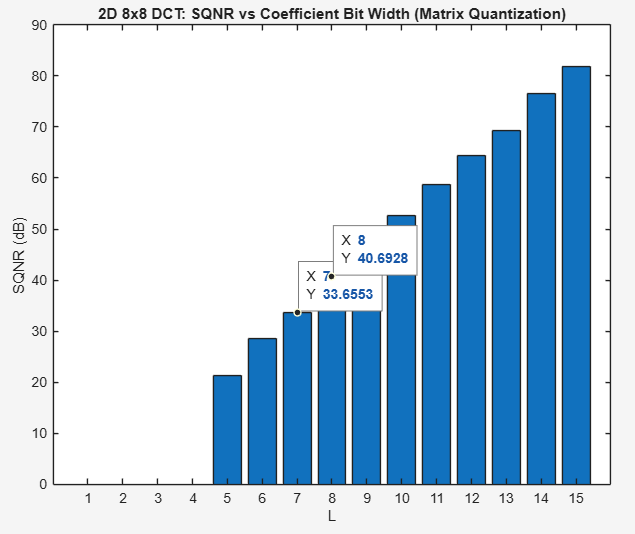 2D 8x8 DCT: SQNR vs Coefficient Bit Width (Matrix Quantization)
90
80
70
60
50
40
30
20
10
0
SQNR (dB)
X 8
Y 40.6928
X 7
Y 33.6553
1 2 3 4 5 6 7 8 9 10 11 12 13 14 15
L